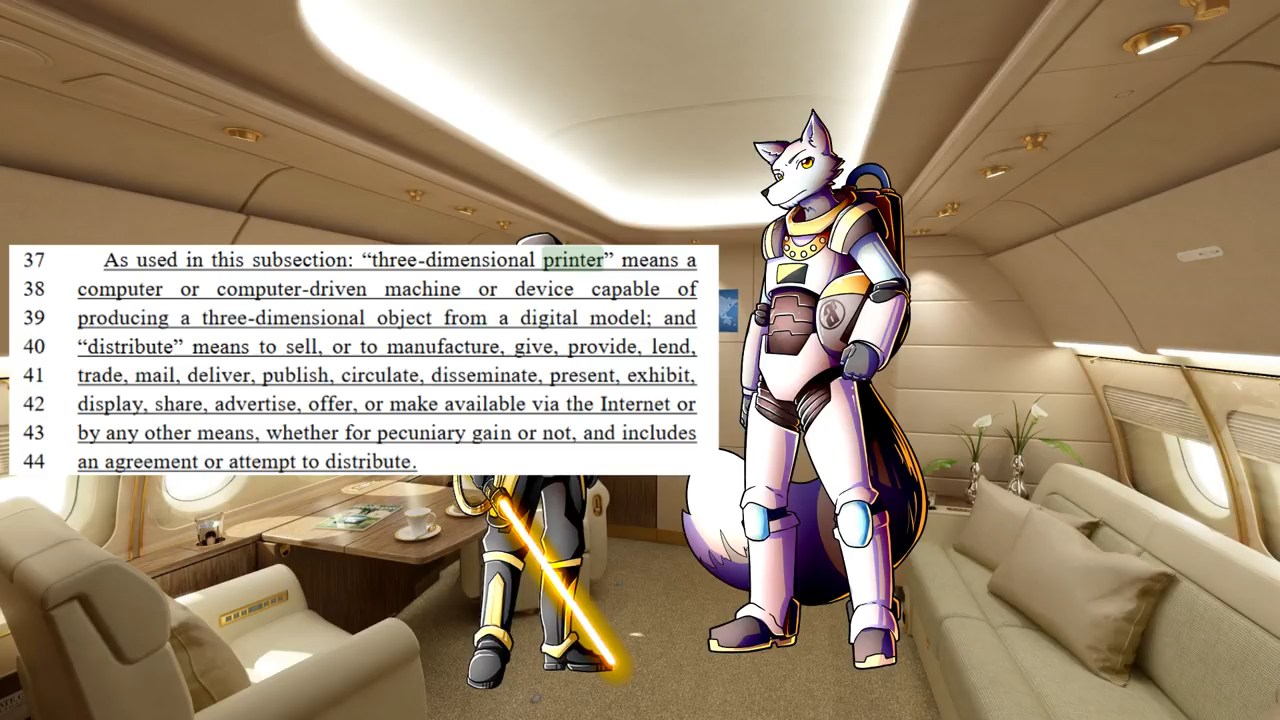 37 As used in this subsection: “three-dimensional printer” means a
38 computer or computer-driven machine or device capable of
39 producing a three-dimensional object from a digital model; and
40 “distribute” means to sell, or to manufacture, give, provide, lend,
41 trade, mail, deliver, publish, circulate, disseminate, present, exhibit,
42 display, share, advertise, offer, or make available via the Internet or
43 by any other means, whether for pecuniary gain or not, and includes
44 an agreement or attempt to distribute.